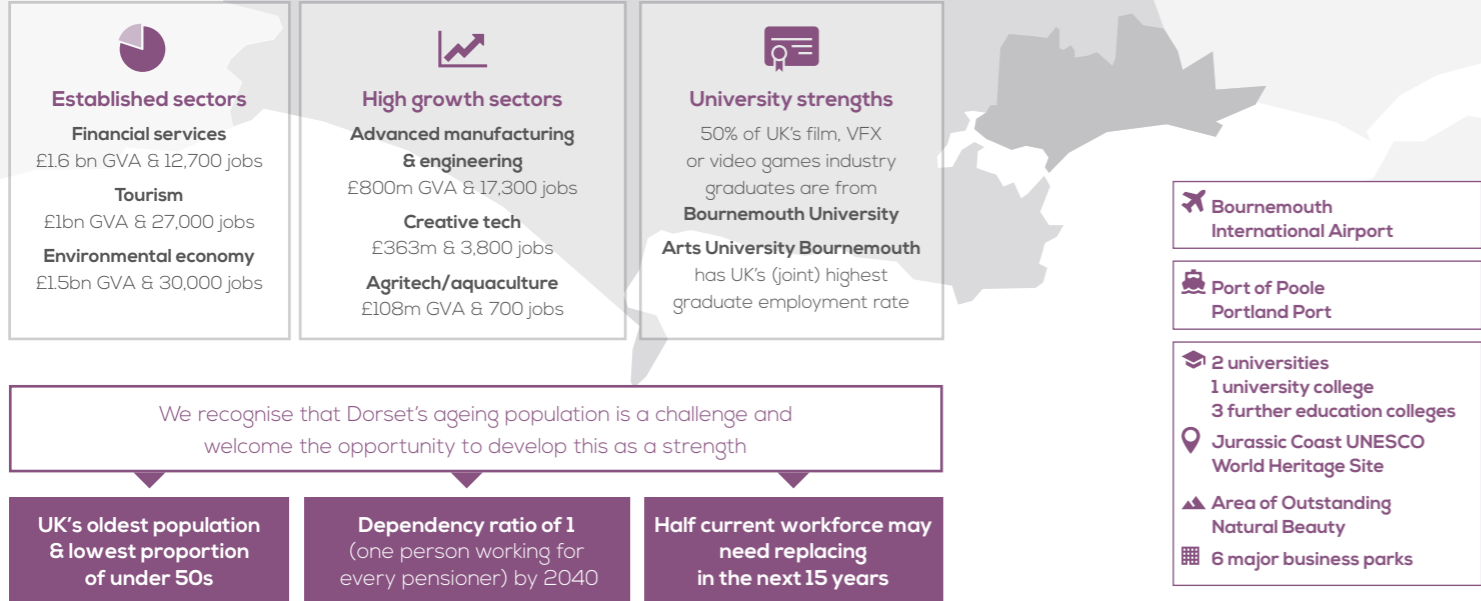 Established sectors
Financial services
£1.6 bn GVA & 12,700 jobs
Tourism
£1bn GVA & 27,000 jobs
Environmental economy
£1.5bn GVA & 30,000 jobs
High growth sectors
Advanced manufacturing
& engineering
£800m GVA & 17,300 jobs
Creative tech
£363m & 3,800 jobs
Agritech/aquaculture
£108m GVA & 700 jobs
University strengths
50% of UK's film, VFX
or video games industry
graduates are from
Bournemouth University
Arts University Bournemouth
has UK's (joint) highest
graduate employment rate
We recognise that Dorset's ageing population is a challenge and
welcome the opportunity to develop this as a strength
UK's oldest population
& lowest proportion
of under 50s
Dependency ratio of 1
(one person working for
every pensioner) by 2040
Half current workforce may
need replacing
in the next 15 years
Bournemouth
International Airport
Port of Poole
Portland Port
2 universities
1 university college
3 further education colleges
Jurassic Coast UNESCO
World Heritage Site
Area of Outstanding
Natural Beauty
6 major business parks